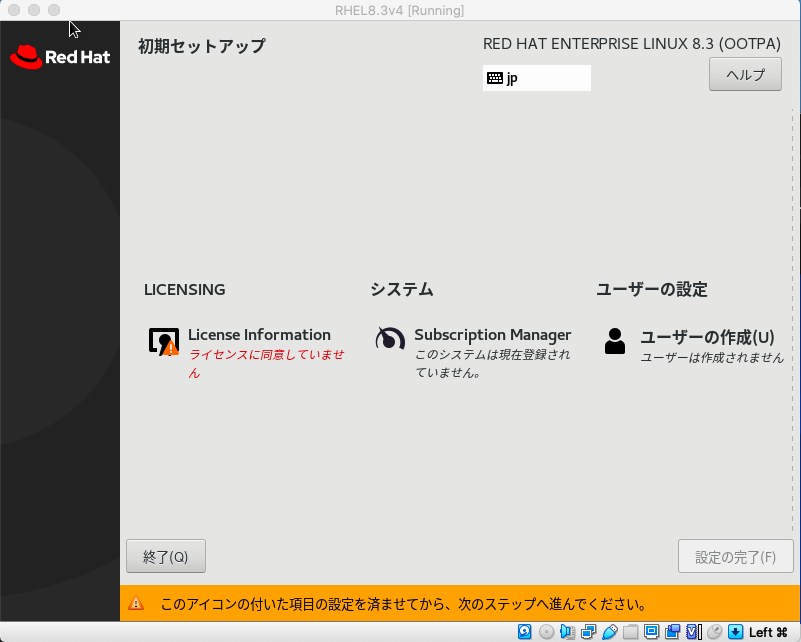 RHEL8.3v4 [Running]
Red Hat
初期セットアップ
RED HAT ENTERPRISE LINUX 8.3 (OOTPA)
jp
ヘルプ
LICENSING
License Information
ライセンスに同意していませ
ん
システム
Subscription Manager
このシステムは現在登録され
ていません。
ユーザーの設定
ユーザーの作成(U)
ユーザーは作成されません
終了(Q)
設定の完了(F)
このアイコンの付いた項目の設定を済ませてから、次のステップへ進んでください。
Left ⌘